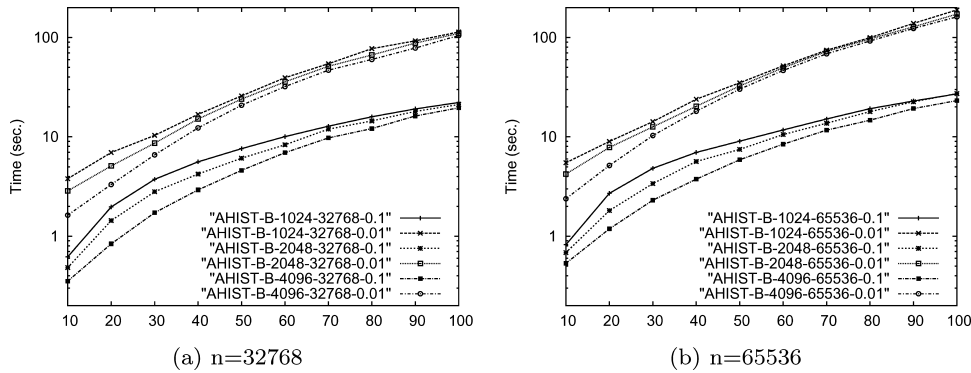 100
10
1
Time (sec.)
"AHIST-B-1024-32768-0.1"
"AHIST-B-1024-32768-0.01"
"AHIST-B-2048-32768-0.1"
"AHIST-B-2048-32768-0.01"
"AHIST-B-4096-32768-0.1"
"AHIST-B-4096-32768-0.01"
10 20 30 40 50 60 70 80 90 100
(a) n=32768
100
10
1
Time (sec.)
"AHIST-B-1024-65536-0.1"
"AHIST-B-1024-65536-0.01"
"AHIST-B-2048-65536-0.1"
"AHIST-B-2048-65536-0.01"
"AHIST-B-4096-65536-0.1"
"AHIST-B-4096-65536-0.01"
10 20 30 40 50 60 70 80 90 100
(b) n=65536